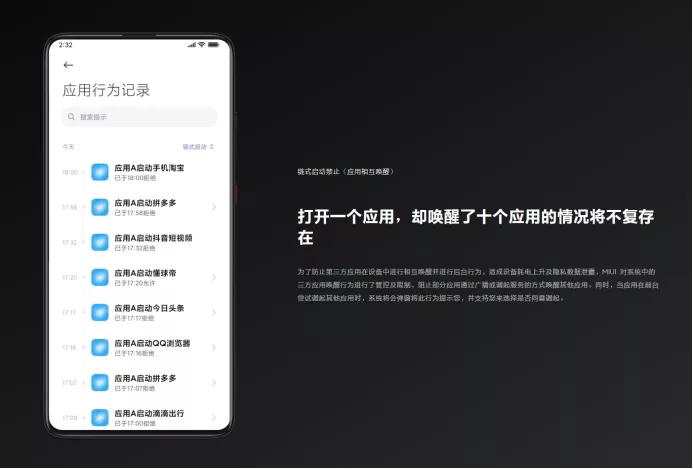 2:32
应用行为记录
搜索提示
今天
链式启动
18:00
应用A启动手机淘宝
已于18:00拒绝
17:58
应用A启动拼多多
已于17:58拒绝
17:32
应用A启动抖音短视频
已于17:32拒绝
17:20
应用A启动懂球帝
已于17:20允许
17:17
应用A启动今日头条
已于17:17拒绝
17:16
应用A启动QQ浏览器
已于17:16拒绝
17:07
应用A启动拼多多
已于17:07拒绝
17:00
应用A启动滴滴出行
已于17:00拒绝
链式启动禁止（应用相互唤醒）
打开一个应用，却唤醒了十个应用的情况将不复存
在
为了防止第三方应用在设备中进行相互唤醒并进行后台行为，造成设备耗电上升及隐私数据泄露，MIUI 对系统中的
三方应用唤醒行为进行了管控及限制，阻止部分应用通过广播或调起服务的方式唤醒其他应用。同时，当应用在前台
尝试调起其他应用时，系统将会弹窗将此行为提示您，并支持您来选择是否同意调起。